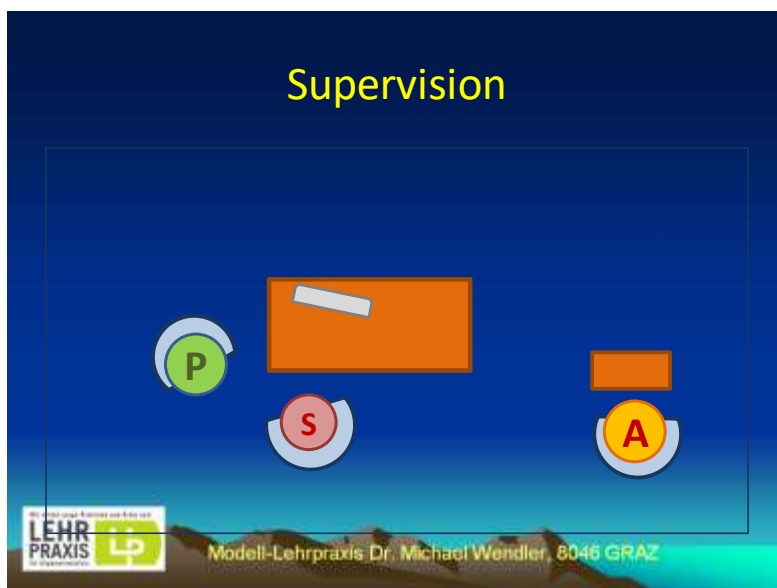 Supervision
P
S
A
LEHR
PRAXIS
Modell-Lehrpraxis Dr. Michael Wendler, 8046 GRAZ